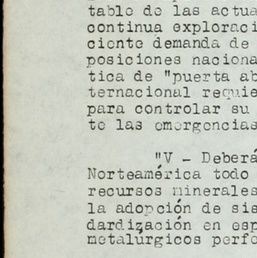 table de las actua
continua exploraci
ciente demanda de
posiciones naciona
tica de "puerta ab
ternacional requie
para controlar su
te las emergencias
"V - Deberá
Norteamérica todo
recursos minerales
la adopción de sis
dardización en esp
metalúrgicos perfe